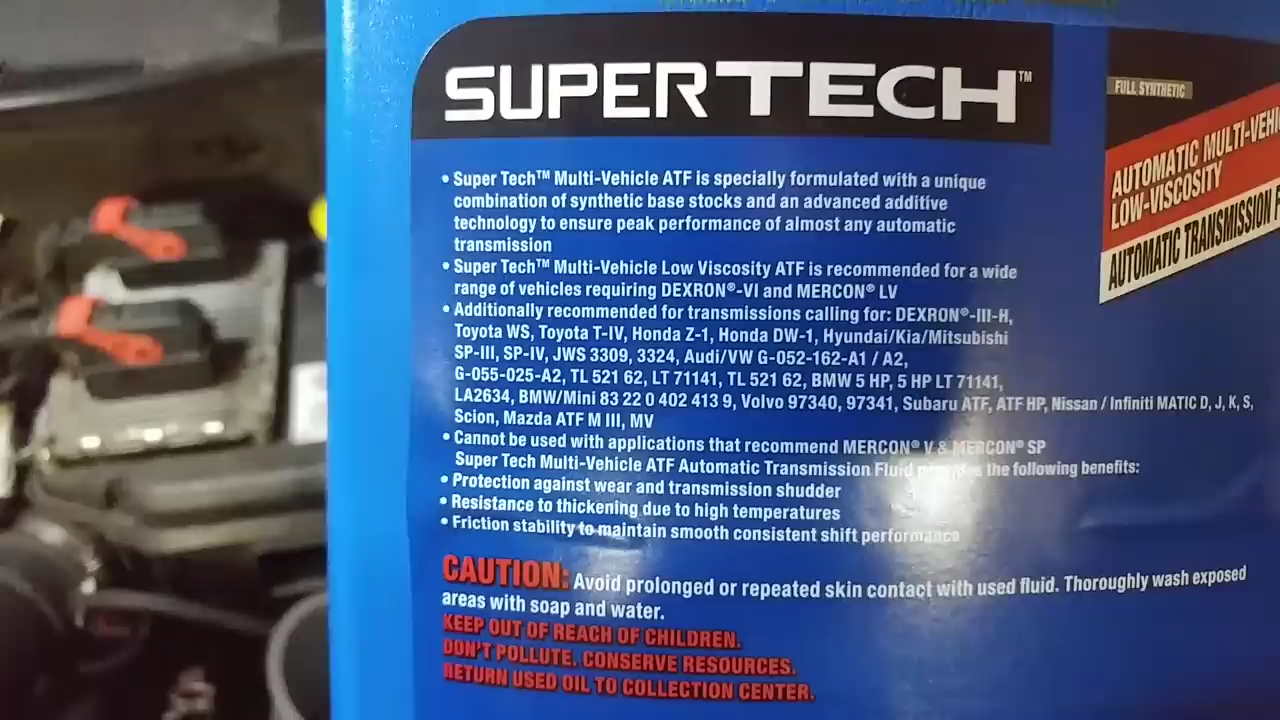 SUPERTECH™
• Super Tech™ Multi-Vehicle ATF is specially formulated with a unique
combination of synthetic base stocks and an advanced additive
technology to ensure peak performance of almost any automatic
transmission
• Super Tech™ Multi-Vehicle Low Viscosity ATF is recommended for a wide
range of vehicles requiring DEXRON®-VI and MERCON® LV
• Additionally recommended for transmissions calling for: DEXRON®-III-H,
Toyota WS, Toyota T-IV, Honda Z-1, Honda DW-1, Hyundai/Kia/Mitsubishi
SP-III, SP-IV, JWS 3309, 3324, Audi/VW G-052-162-A1 / A2,
G-055-025-A2, TL 521 62, LT 71141, TL 521 62, BMW 5 HP, 5 HP LT 71141,
LA2634, BMW/Mini 83 22 0 402 413 9, Volvo 97340, 97341, Subaru ATF, ATF HP, Nissan / Infiniti MATIC D, J, K, S,
Scion, Mazda ATF M III, MV
• Cannot be used with applications that recommend MERCON® V & MERCON® SP
Super Tech Multi-Vehicle ATF Automatic Transmission Fluid provides the following benefits:
• Protection against wear and transmission shudder
• Resistance to thickening due to high temperatures
• Friction stability to maintain smooth consistent shift performance
CAUTION: Avoid prolonged or repeated skin contact with used fluid. Thoroughly wash exposed
areas with soap and water.
KEEP OUT OF REACH OF CHILDREN.
DON'T POLLUTE. CONSERVE RESOURCES.
RETURN USED OIL TO COLLECTION CENTER.
FULL SYNTHETIC
AUTOMATIC MULTI-VEHI
LOW-VISCOSITY
AUTOMATIC TRANSMISSION F